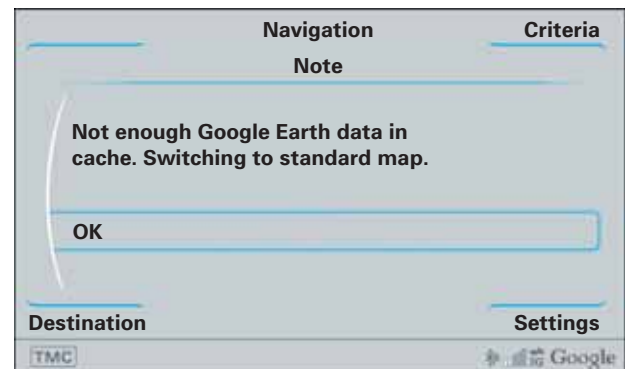 Navigation Criteria
Note
Not enough Google Earth data in
cache. Switching to standard map.
OK
Destination Settings
TMC Google